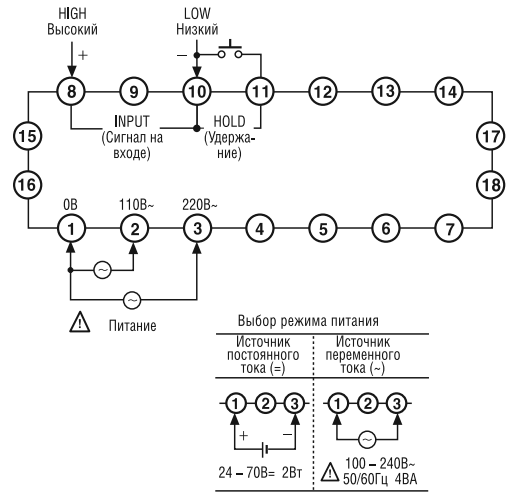 HIGH
Высокий
LOW
Низкий
+
−
8 9 10 11 12 13 14
INPUT
(Сигнал на
входе)
HOLD
(Удержа-
ние)
15
16
17
18
0В 110В~ 220В~
1 2 3 4 5 6 7
~
~
⚠ Питание
Выбор режима питания
Источник
постоянного
тока (=)
1 2 3
+ −
24 – 70В= 2Вт
Источник
переменного
тока (~)
1 2 3
~
⚠ 100 – 240В~
50/60Гц 4ВА